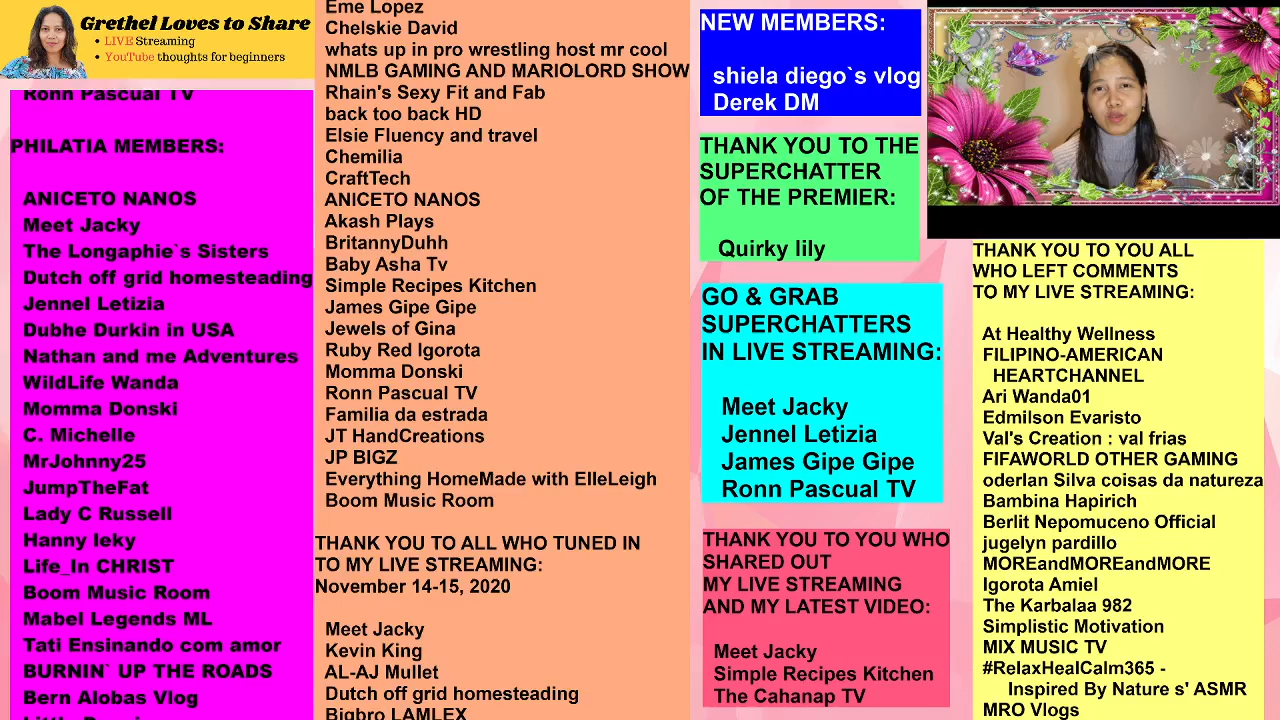 Grethel Loves to Share
• LIVE Streaming
• YouTube thoughts for beginners
Ronn Pascual TV
PHILATIA MEMBERS:
ANICETO NANOS
Meet Jacky
The Longaphie`s Sisters
Dutch off grid homesteading
Jennel Letizia
Dubhe Durkin in USA
Nathan and me Adventures
WildLife Wanda
Momma Donski
C. Michelle
MrJohnny25
JumpTheFat
Lady C Russell
Hanny leky
Life_In CHRIST
Boom Music Room
Mabel Legends ML
Tati Ensinando com amor
BURNIN` UP THE ROADS
Bern Alobas Vlog
Eme Lopez
Chelskie David
whats up in pro wrestling host mr cool
NMLB GAMING AND MARIOLORD SHOW
Rhain's Sexy Fit and Fab
back too back HD
Elsie Fluency and travel
Chemilia
CraftTech
ANICETO NANOS
Akash Plays
BritannyDuhh
Baby Asha Tv
Simple Recipes Kitchen
James Gipe Gipe
Jewels of Gina
Ruby Red Igorota
Momma Donski
Ronn Pascual TV
Familia da estrada
JT HandCreations
JP BIGZ
Everything HomeMade with ElleLeigh
Boom Music Room
THANK YOU TO ALL WHO TUNED IN
TO MY LIVE STREAMING:
November 14-15, 2020
Meet Jacky
Kevin King
AL-AJ Mullet
Dutch off grid homesteading
Bigbro LAMLEX
NEW MEMBERS:
shiela diego`s vlog
Derek DM
THANK YOU TO THE
SUPERCHATTER
OF THE PREMIER:
Quirky lily
GO & GRAB
SUPERCHATTERS
IN LIVE STREAMING:
Meet Jacky
Jennel Letizia
James Gipe Gipe
Ronn Pascual TV
THANK YOU TO YOU WHO
SHARED OUT
MY LIVE STREAMING
AND MY LATEST VIDEO:
Meet Jacky
Simple Recipes Kitchen
The Cahanap TV
THANK YOU TO YOU ALL
WHO LEFT COMMENTS
TO MY LIVE STREAMING:
At Healthy Wellness
FILIPINO-AMERICAN
HEARTCHANNEL
Ari Wanda01
Edmilson Evaristo
Val's Creation : val frias
FIFAWORLD OTHER GAMING
oderlan Silva coisas da natureza
Bambina Hapirich
Berlit Nepomuceno Official
jugelyn pardillo
MOREandMOREandMORE
Igorota Amiel
The Karbalaa 982
Simplistic Motivation
MIX MUSIC TV
#RelaxHealCalm365 -
Inspired By Nature s' ASMR
MRO Vlogs